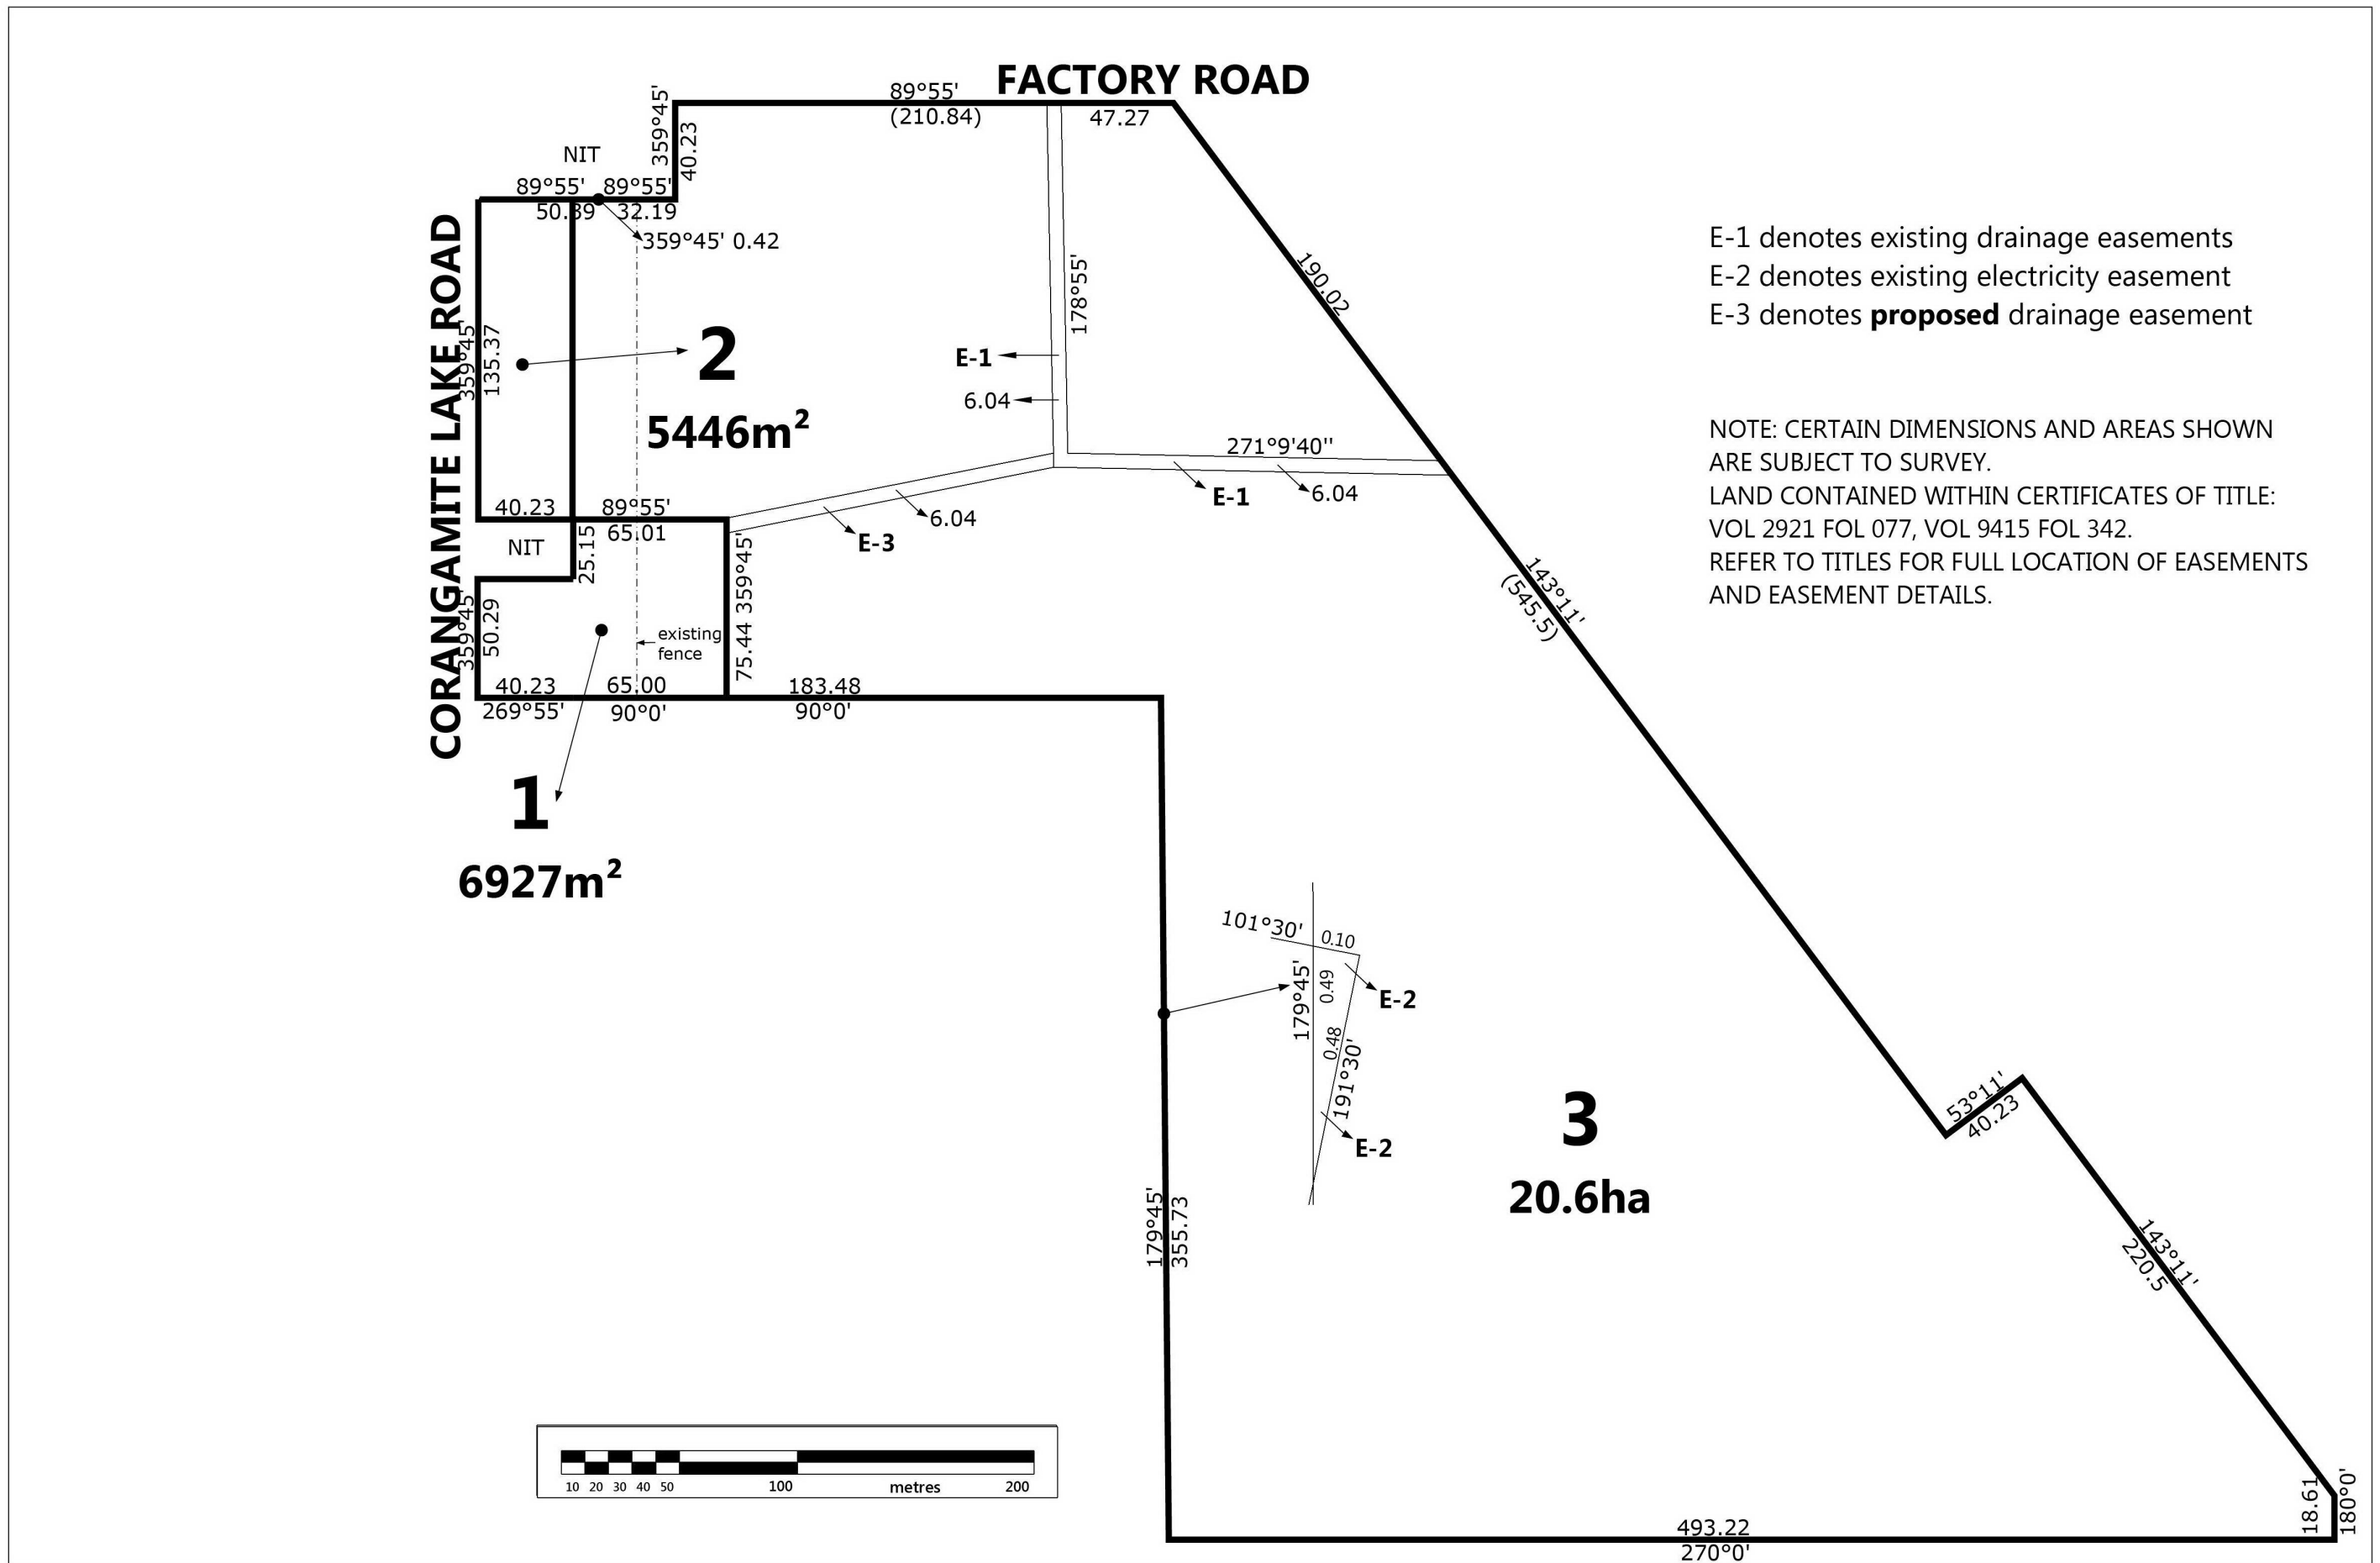 FACTORY ROAD
89°55'
(210.84)
47.27
359°45'
40.23
NIT
89°55'
89°55'
50.39
32.19
359°45' 0.42
CORANGAMITE LAKE ROAD
359°45'
135.37
2
5446m²
178°55'
E-1
6.04
190.02
271°9'40''
E-1
6.04
E-3
6.04
40.23
89°55'
65.01
NIT
25.15
359°45'
50.29
existing
fence
75.44 359°45'
40.23
269°55'
65.00
90°0'
183.48
90°0'
1
6927m²
E-1 denotes existing drainage easements
E-2 denotes existing electricity easement
E-3 denotes proposed drainage easement
NOTE: CERTAIN DIMENSIONS AND AREAS SHOWN
ARE SUBJECT TO SURVEY.
LAND CONTAINED WITHIN CERTIFICATES OF TITLE:
VOL 2921 FOL 077, VOL 9415 FOL 342.
REFER TO TITLES FOR FULL LOCATION OF EASEMENTS
AND EASEMENT DETAILS.
143°11'
(545.5)
101°30'
0.10
179°45'
0.49
E-2
0.48
191°30'
E-2
179°45'
355.73
3
20.6ha
53°11'
40.23
143°11'
220.5
18.61
180°0'
493.22
270°0'
10 20 30 40 50 100 metres 200